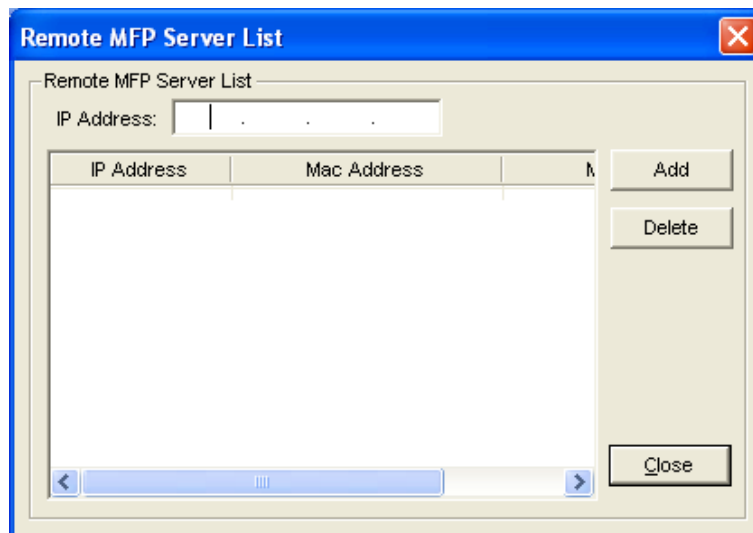 Remote MFP Server List
Remote MFP Server List
IP Address: . . .
IP Address Mac Address
Add
Delete
Close